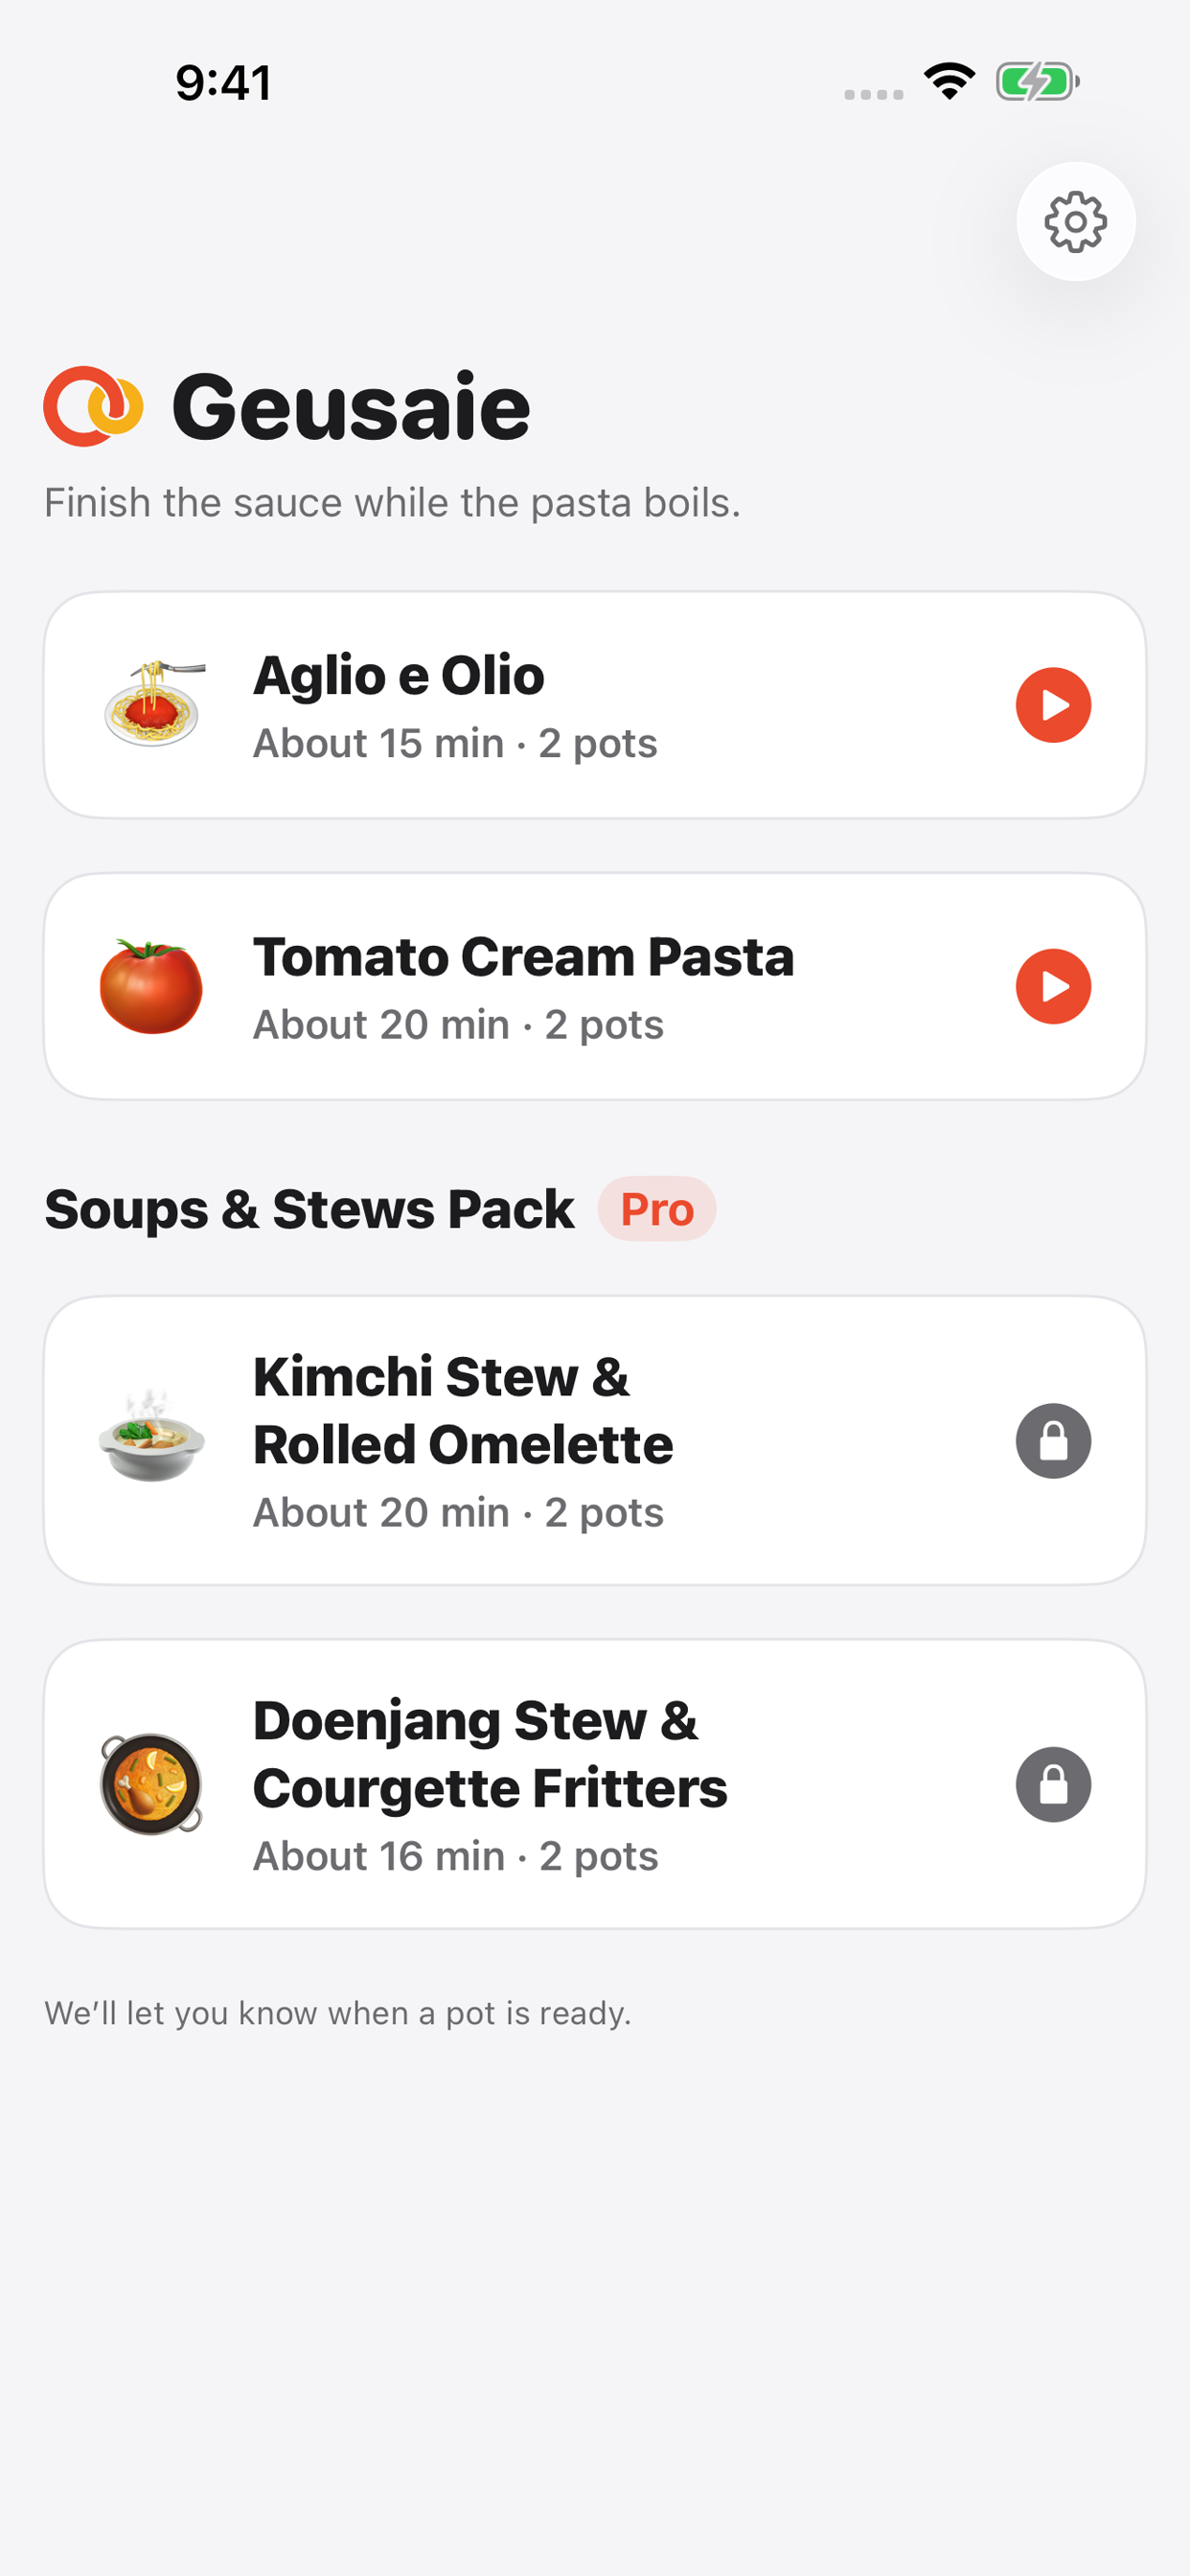 9:41
Geusaie
Finish the sauce while the pasta boils.
Aglio e Olio
About 15 min · 2 pots
Tomato Cream Pasta
About 20 min · 2 pots
Soups & Stews Pack Pro
Kimchi Stew &
Rolled Omelette
About 20 min · 2 pots
Doenjang Stew &
Courgette Fritters
About 16 min · 2 pots
We’ll let you know when a pot is ready.